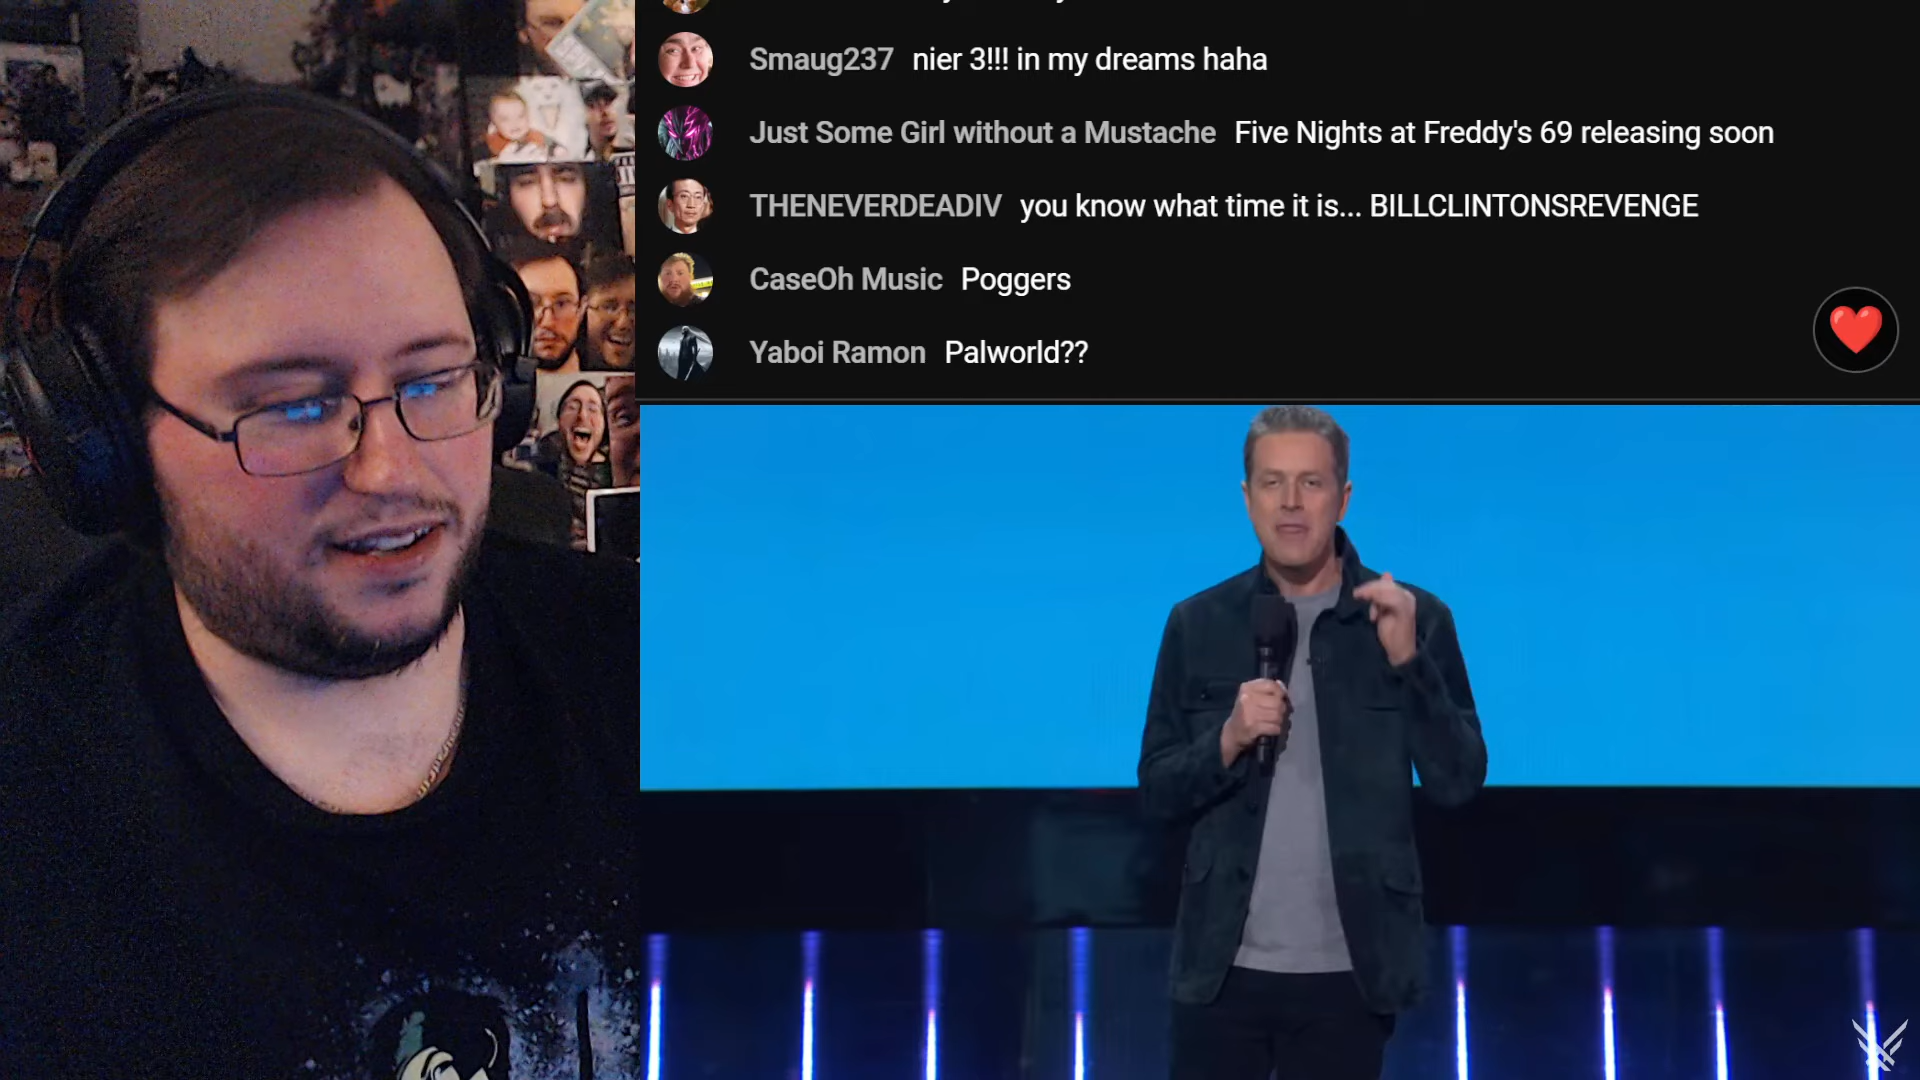 Smaug237 nier 3!!! in my dreams haha
Just Some Girl without a Mustache Five Nights at Freddy's 69 releasing soon
THENEVERDEADIV you know what time it is... BILLCLINTONSREVENGE
CaseOh Music Poggers
Yaboi Ramon Palworld??